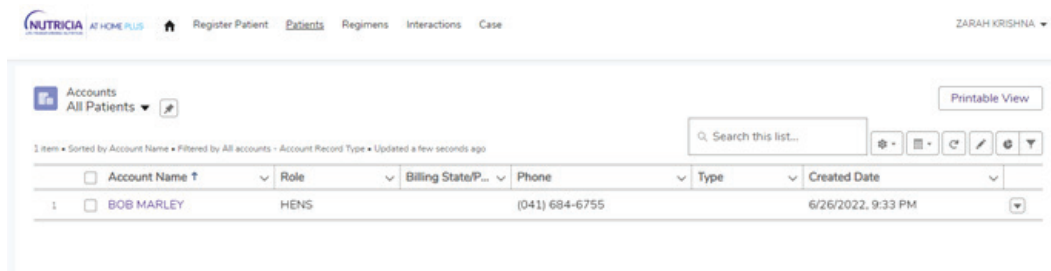 NUTRICIA AT HOME PLUS Register Patient Patients Regimens Interactions Case ZARAH KRISHNA
Accounts
All Patients
Printable View
Search this list...
1 item • Sorted by Account Name • Filtered by All accounts - Account Record Type • Updated a few seconds ago
Account Name Role Billing State/P... Phone Type Created Date
1 BOB MARLEY HENS (041) 684-6755 6/26/2022, 9:33 PM